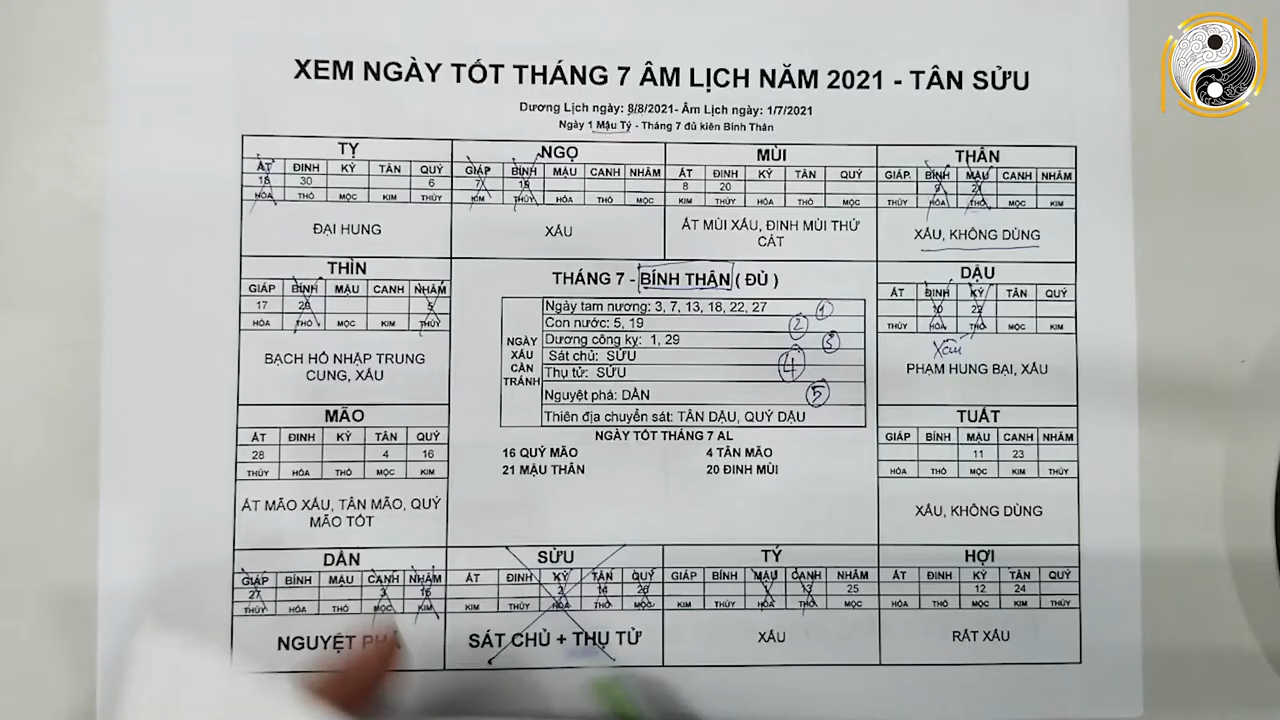 XEM NGÀY TỐT THÁNG 7 ÂM LỊCH NĂM 2021 - TÂN SỬU
Dương Lịch ngày: 8/8/2021- Âm Lịch ngày: 1/7/2021
Ngày 1 Mậu Tý - Tháng 7 đủ kiên Bính Thân
TỴ
ẤT ĐINH KỶ TÂN QUÝ
18 30 6
HỎA THỔ MỘC KIM THỦY
ĐẠI HUNG
NGỌ
GIÁP BÍNH MẬU CANH NHÂM
7 19
KIM THỦY HỎA THỔ MỘC
XẤU
MÙI
ẤT ĐINH KỶ TÂN QUÝ
8 20
KIM THỦY HỎA THỔ MỘC
ẤT MÙI XẤU, ĐINH MÙI THỨ
CÁT
THÂN
GIÁP. BÍNH MẬU CANH NHÂM
9 21
THỦY HỎA THỔ MỘC KIM
XẤU, KHÔNG DÙNG
THÌN
GIÁP BÍNH MẬU CANH NHÂM
17 29 5
HỎA THỔ MỘC KIM THỦY
BẠCH HỔ NHẬP TRUNG
CUNG, XẤU
THÁNG 7 - BÍNH THÂN ( ĐỦ )
NGÀY XẤU CẦN TRÁNH
Ngày tam nương: 3, 7, 13, 18, 22, 27 1
Con nước: 5, 19 2
Dương công kỵ: 1, 29 3
Sát chủ: SỬU 4
Thụ tử: SỬU
Nguyệt phá: DẦN 5
Thiên địa chuyển sát: TÂN DẬU, QUÝ DẬU
NGÀY TỐT THÁNG 7 AL
16 QUÝ MÃO 4 TÂN MÃO
21 MẬU THÂN 20 ĐINH MÙI
DẬU
ẤT ĐINH KỶ TÂN QUÝ
10 22
THỦY HỎA THỔ MỘC KIM
Xấu
PHẠM HUNG BẠI, XẤU
MÃO
ẤT ĐINH KỶ TÂN QUÝ
28 4 16
THỦY HỎA THỔ MỘC KIM
ẤT MÃO XẤU, TÂN MÃO, QUÝ
MÃO TỐT
TUẤT
GIÁP BÍNH MẬU CANH NHÂM
11 23
HỎA THỔ MỘC KIM THỦY
XẤU, KHÔNG DÙNG
DẦN
GIÁP BÍNH MẬU CANH NHÂM
27 3 15
THỦY HỎA THỔ MỘC KIM
NGUYỆT PHÁ
SỬU
ẤT ĐINH KỶ TÂN QUÝ
2 14 26
KIM THỦY HỎA THỔ MỘC
SÁT CHỦ + THỤ TỬ
TÝ
GIÁP BÍNH MẬU CANH NHÂM
1 13 25
KIM THỦY HỎA THỔ MỘC
XẤU
HỢI
ẤT ĐINH KỶ TÂN QUÝ
12 24
HỎA THỔ MỘC KIM THỦY
RẤT XẤU